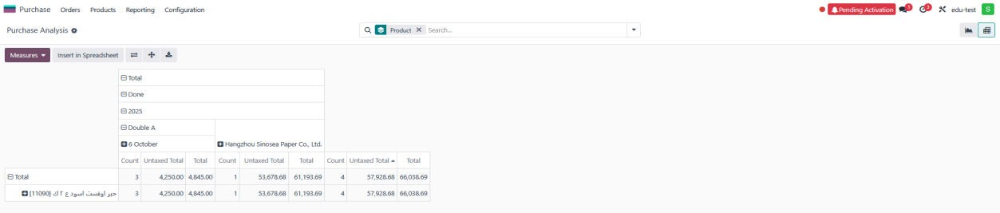 Purchase Orders Products Reporting Configuration Pending Activation 1 3 edu-test S
Purchase Analysis Product Search...
Measures Insert in Spreadsheet
Total
Done
2025
Double A
6 October Hangzhou Sinosea Paper Co., Ltd.
Count Untaxed Total Total Count Untaxed Total Total Count Untaxed Total Total
Total 3 4,250.00 4,845.00 1 53,678.68 61,193.69 4 57,928.68 66,038.69
[11090] حبر اوفست اسود ع ٢ ك 3 4,250.00 4,845.00 1 53,678.68 61,193.69 4 57,928.68 66,038.69